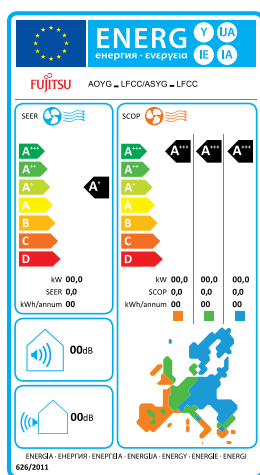 ENERG Y IJA
енергия · ενεργεια IE IA
FUJITSU AOYG_LFCC/ASYG_LFCC
SEER SCOP
A+++ A+++ A+++ A+++ A+++
A++ A++
A+ A+ A+
A A
B B
C C
D D
kW 00,0 kW 00,0 00,0 00,0
SEER 0,0 SCOP 0,0 0,0 0,0
kWh/annum 00 kWh/annum 00 00 00
00dB
00dB
ENERGIA · ЕНЕРГИЯ · ΕΝΕΡΓΕΙΑ · ENERGIJA · ENERGY · ENERGIE · ENERGI
626/2011